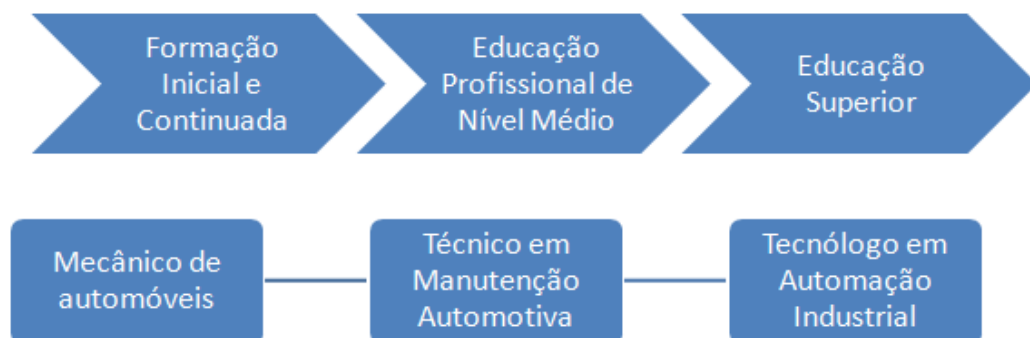 Formação
Inicial e
Continuada
Educação
Profissional de
Nível Médio
Educação
Superior
Mecânico de
automóveis
Técnico em
Manutenção
Automotiva
Tecnólogo em
Automação
Industrial